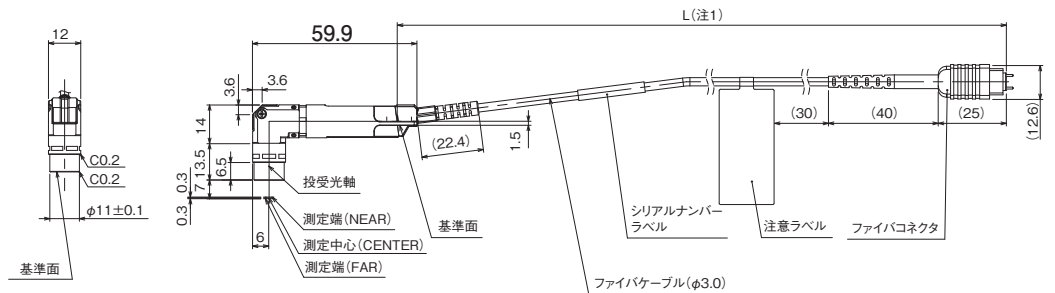 L(注1)
12
59.9
3.6
3.6
14
13.5
6.5
7
0.3
0.3
6
C0.2
C0.2
φ11±0.1
基準面
投受光軸
測定端(NEAR)
測定中心(CENTER)
測定端(FAR)
(22.4)
1.5
基準面
シリアルナンバー
ラベル
ファイバケーブル(φ3.0)
注意ラベル
(30)
(40)
(25)
(12.6)
ファイバコネクタ